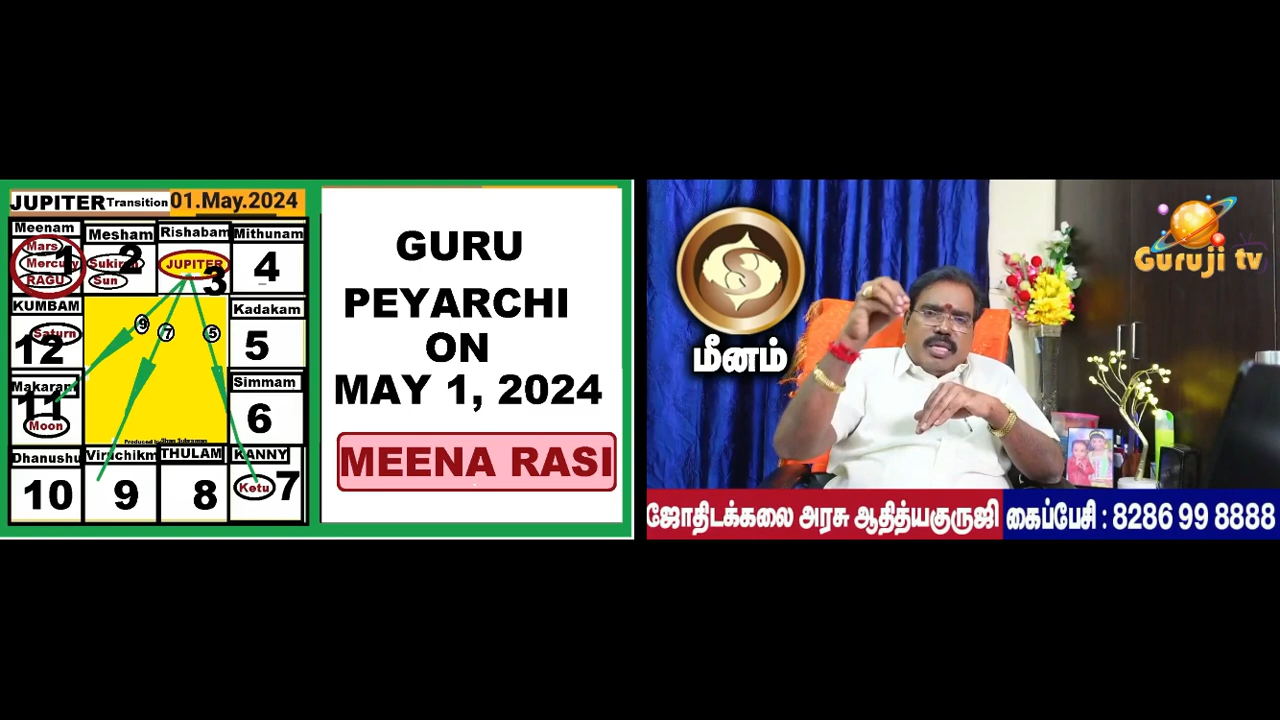 JUPITER Transition 01.May.2024
Meenam Mesham Rishabam Mithunam
Mars
Mercury 1
RAGU
Sukiran 2
Sun
JUPITER 3
4
KUMBAM
Saturn
12
Kadakam
5
Makaram
11
Moon
Simmam
6
9 7 5
Dhanushu Viruchikm THULAM KANNY
10 9 8 Ketu 7
GURU
PEYARCHI
ON
MAY 1, 2024
MEENA RASI
மீனம்
Guruji tv
ஜோதிடக்கலை அரசு ஆதித்யகுருஜி கைப்பேசி : 8286 99 8888